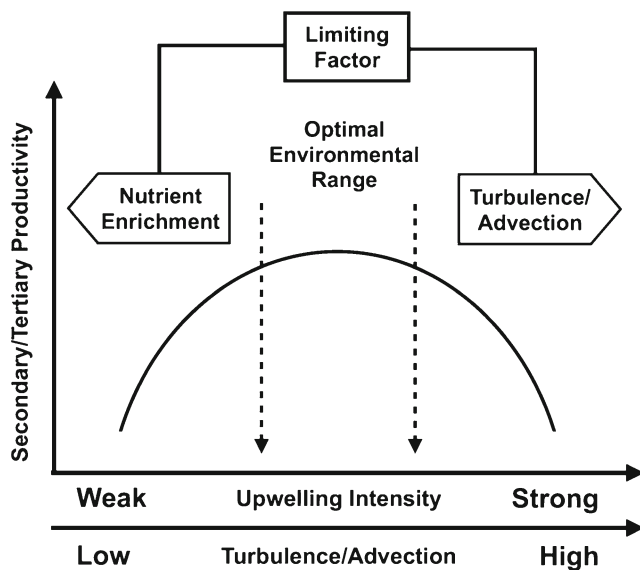 Limiting
Factor
Optimal
Environmental
Range
Nutrient
Enrichment
Turbulence/
Advection
Secondary/Tertiary Productivity
Weak
Upwelling Intensity
Strong
Low
Turbulence/Advection
High